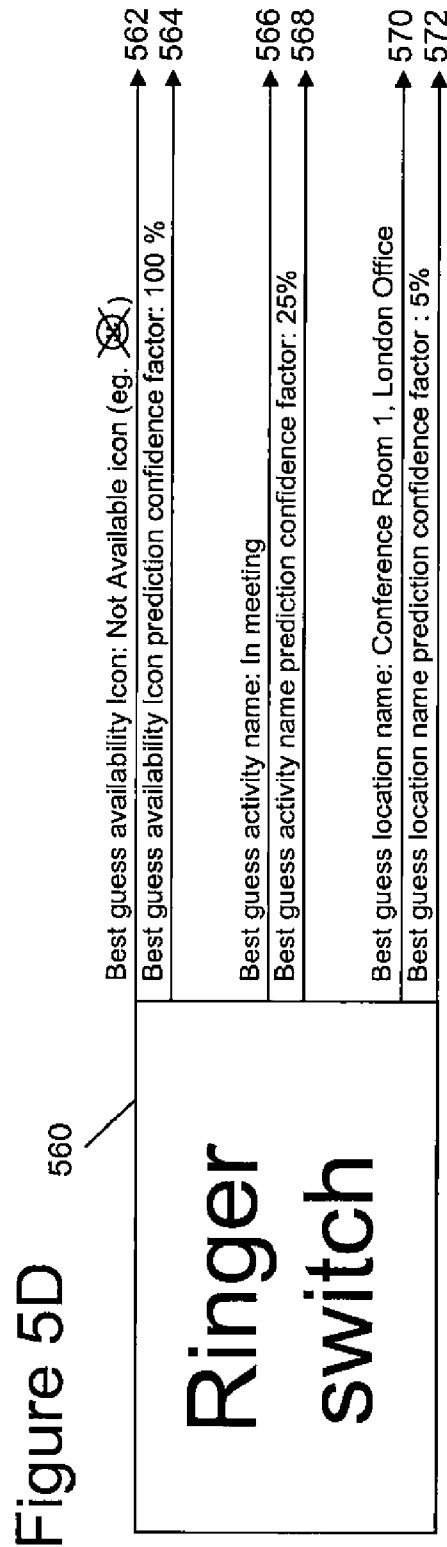 Figure 5D
560
Ringer
switch
Best guess availability Icon: Not Available icon (eg. )
562
Best guess availability Icon prediction confidence factor: 100 %
564
Best guess activity name: In meeting
566
Best guess activity name prediction confidence factor: 25%
568
Best guess location name: Conference Room 1, London Office
570
Best guess location name prediction confidence factor : 5%
572